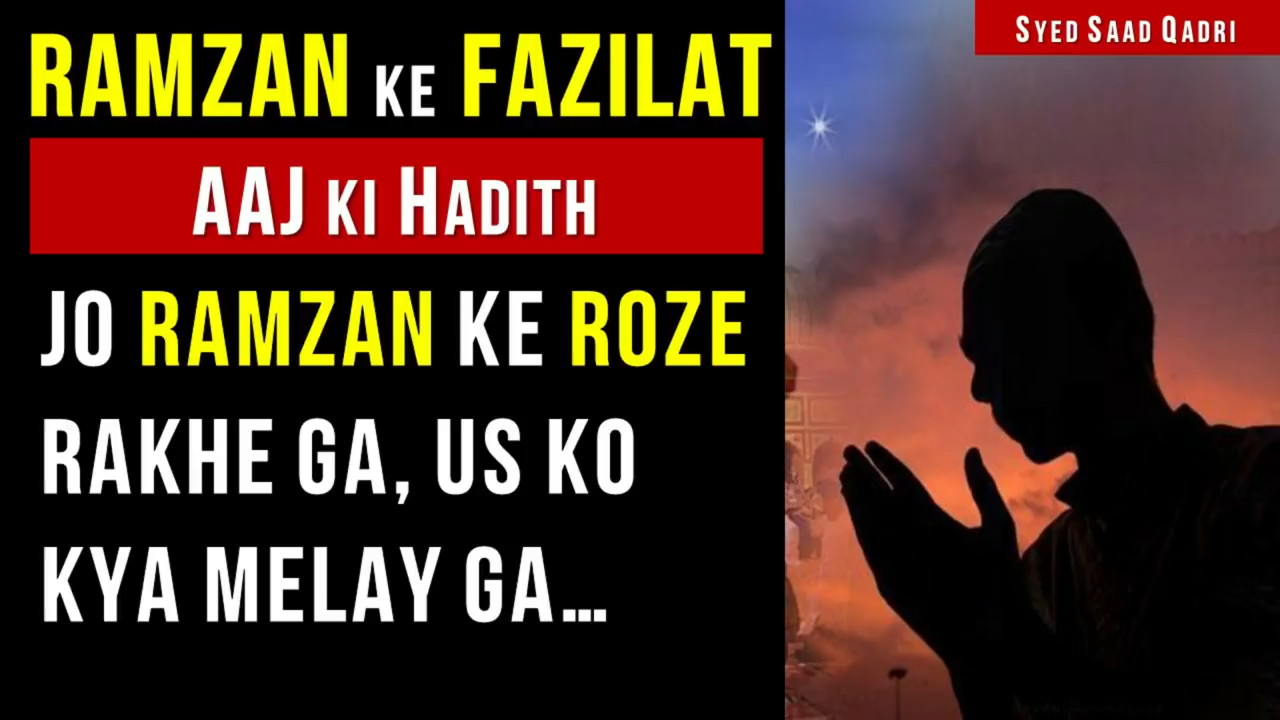 RAMZAN KE FAZILAT
AAJ KI HADITH
JO RAMZAN KE ROZE
RAKHE GA, US KO
KYA MELAY GA...
SYED SAAD QADRI